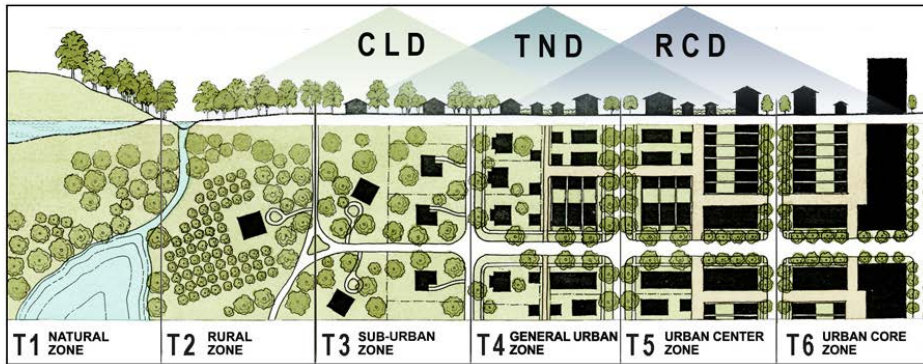 CLD TND RCD
T1 NATURAL ZONE
T2 RURAL ZONE
T3 SUB-URBAN ZONE
T4 GENERAL URBAN ZONE
T5 URBAN CENTER ZONE
T6 URBAN CORE ZONE